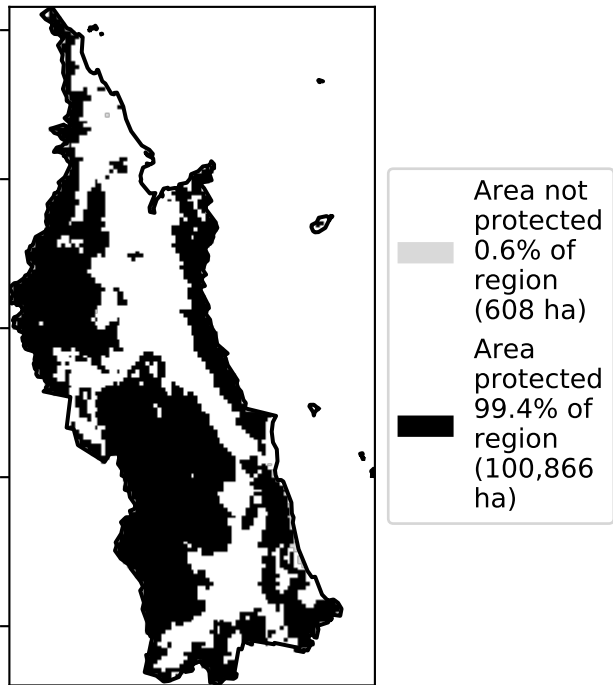 Area not
protected
0.6% of
region
(608 ha)
Area
protected
99.4% of
region
(100,866
ha)